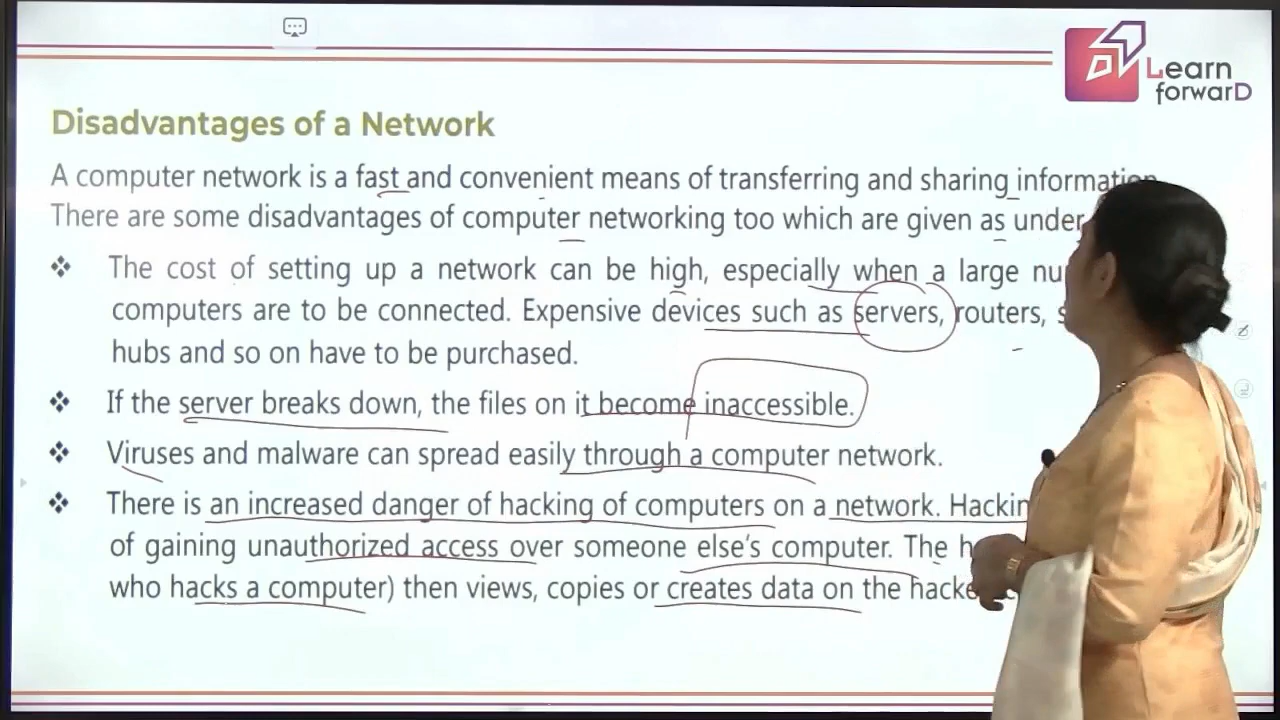 Learn
forwarD
Disadvantages of a Network
A computer network is a fast and convenient means of transferring and sharing information.
There are some disadvantages of computer networking too which are given as under
❖ The cost of setting up a network can be high, especially when a large
computers are to be connected. Expensive devices such as servers, routers,
hubs and so on have to be purchased.
❖ If the server breaks down, the files on it become inaccessible.
❖ Viruses and malware can spread easily through a computer network.
❖ There is an increased danger of hacking of computers on a network.
of gaining unauthorized access over someone else's computer. The
who hacks a computer) then views, copies or creates data on the